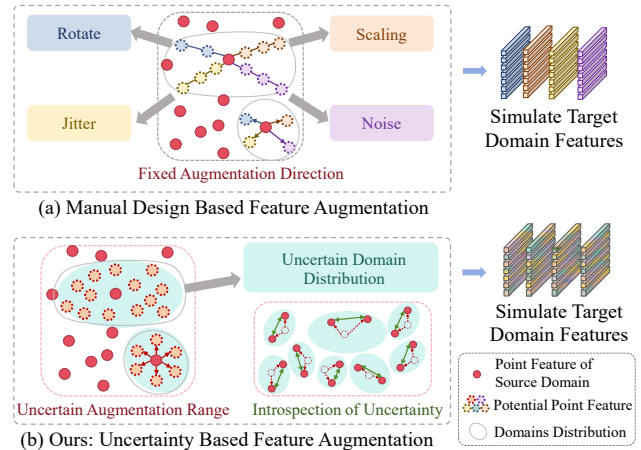 Rotate
Scaling
Jitter
Noise
Fixed Augmentation Direction
Simulate Target
Domain Features
(a) Manual Design Based Feature Augmentation
Uncertain Domain
Distribution
Uncertain Augmentation Range
Introspection of Uncertainty
Simulate Target
Domain Features
Point Feature of
Source Domain
Potential Point Feature
Domains Distribution
(b) Ours: Uncertainty Based Feature Augmentation